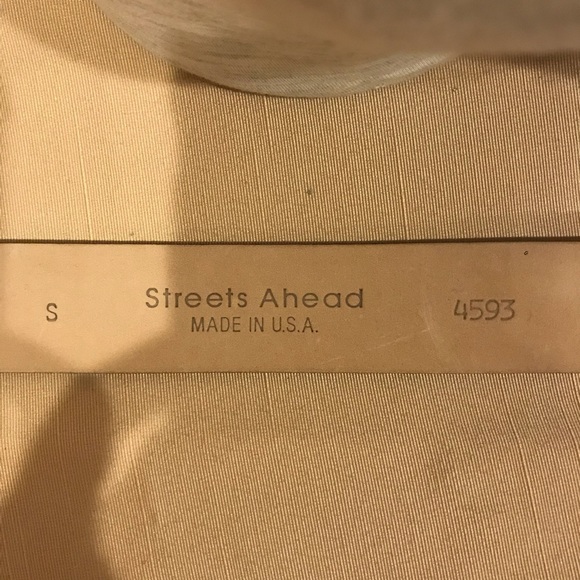 S
Streets Ahead
MADE IN U.S.A.
4593